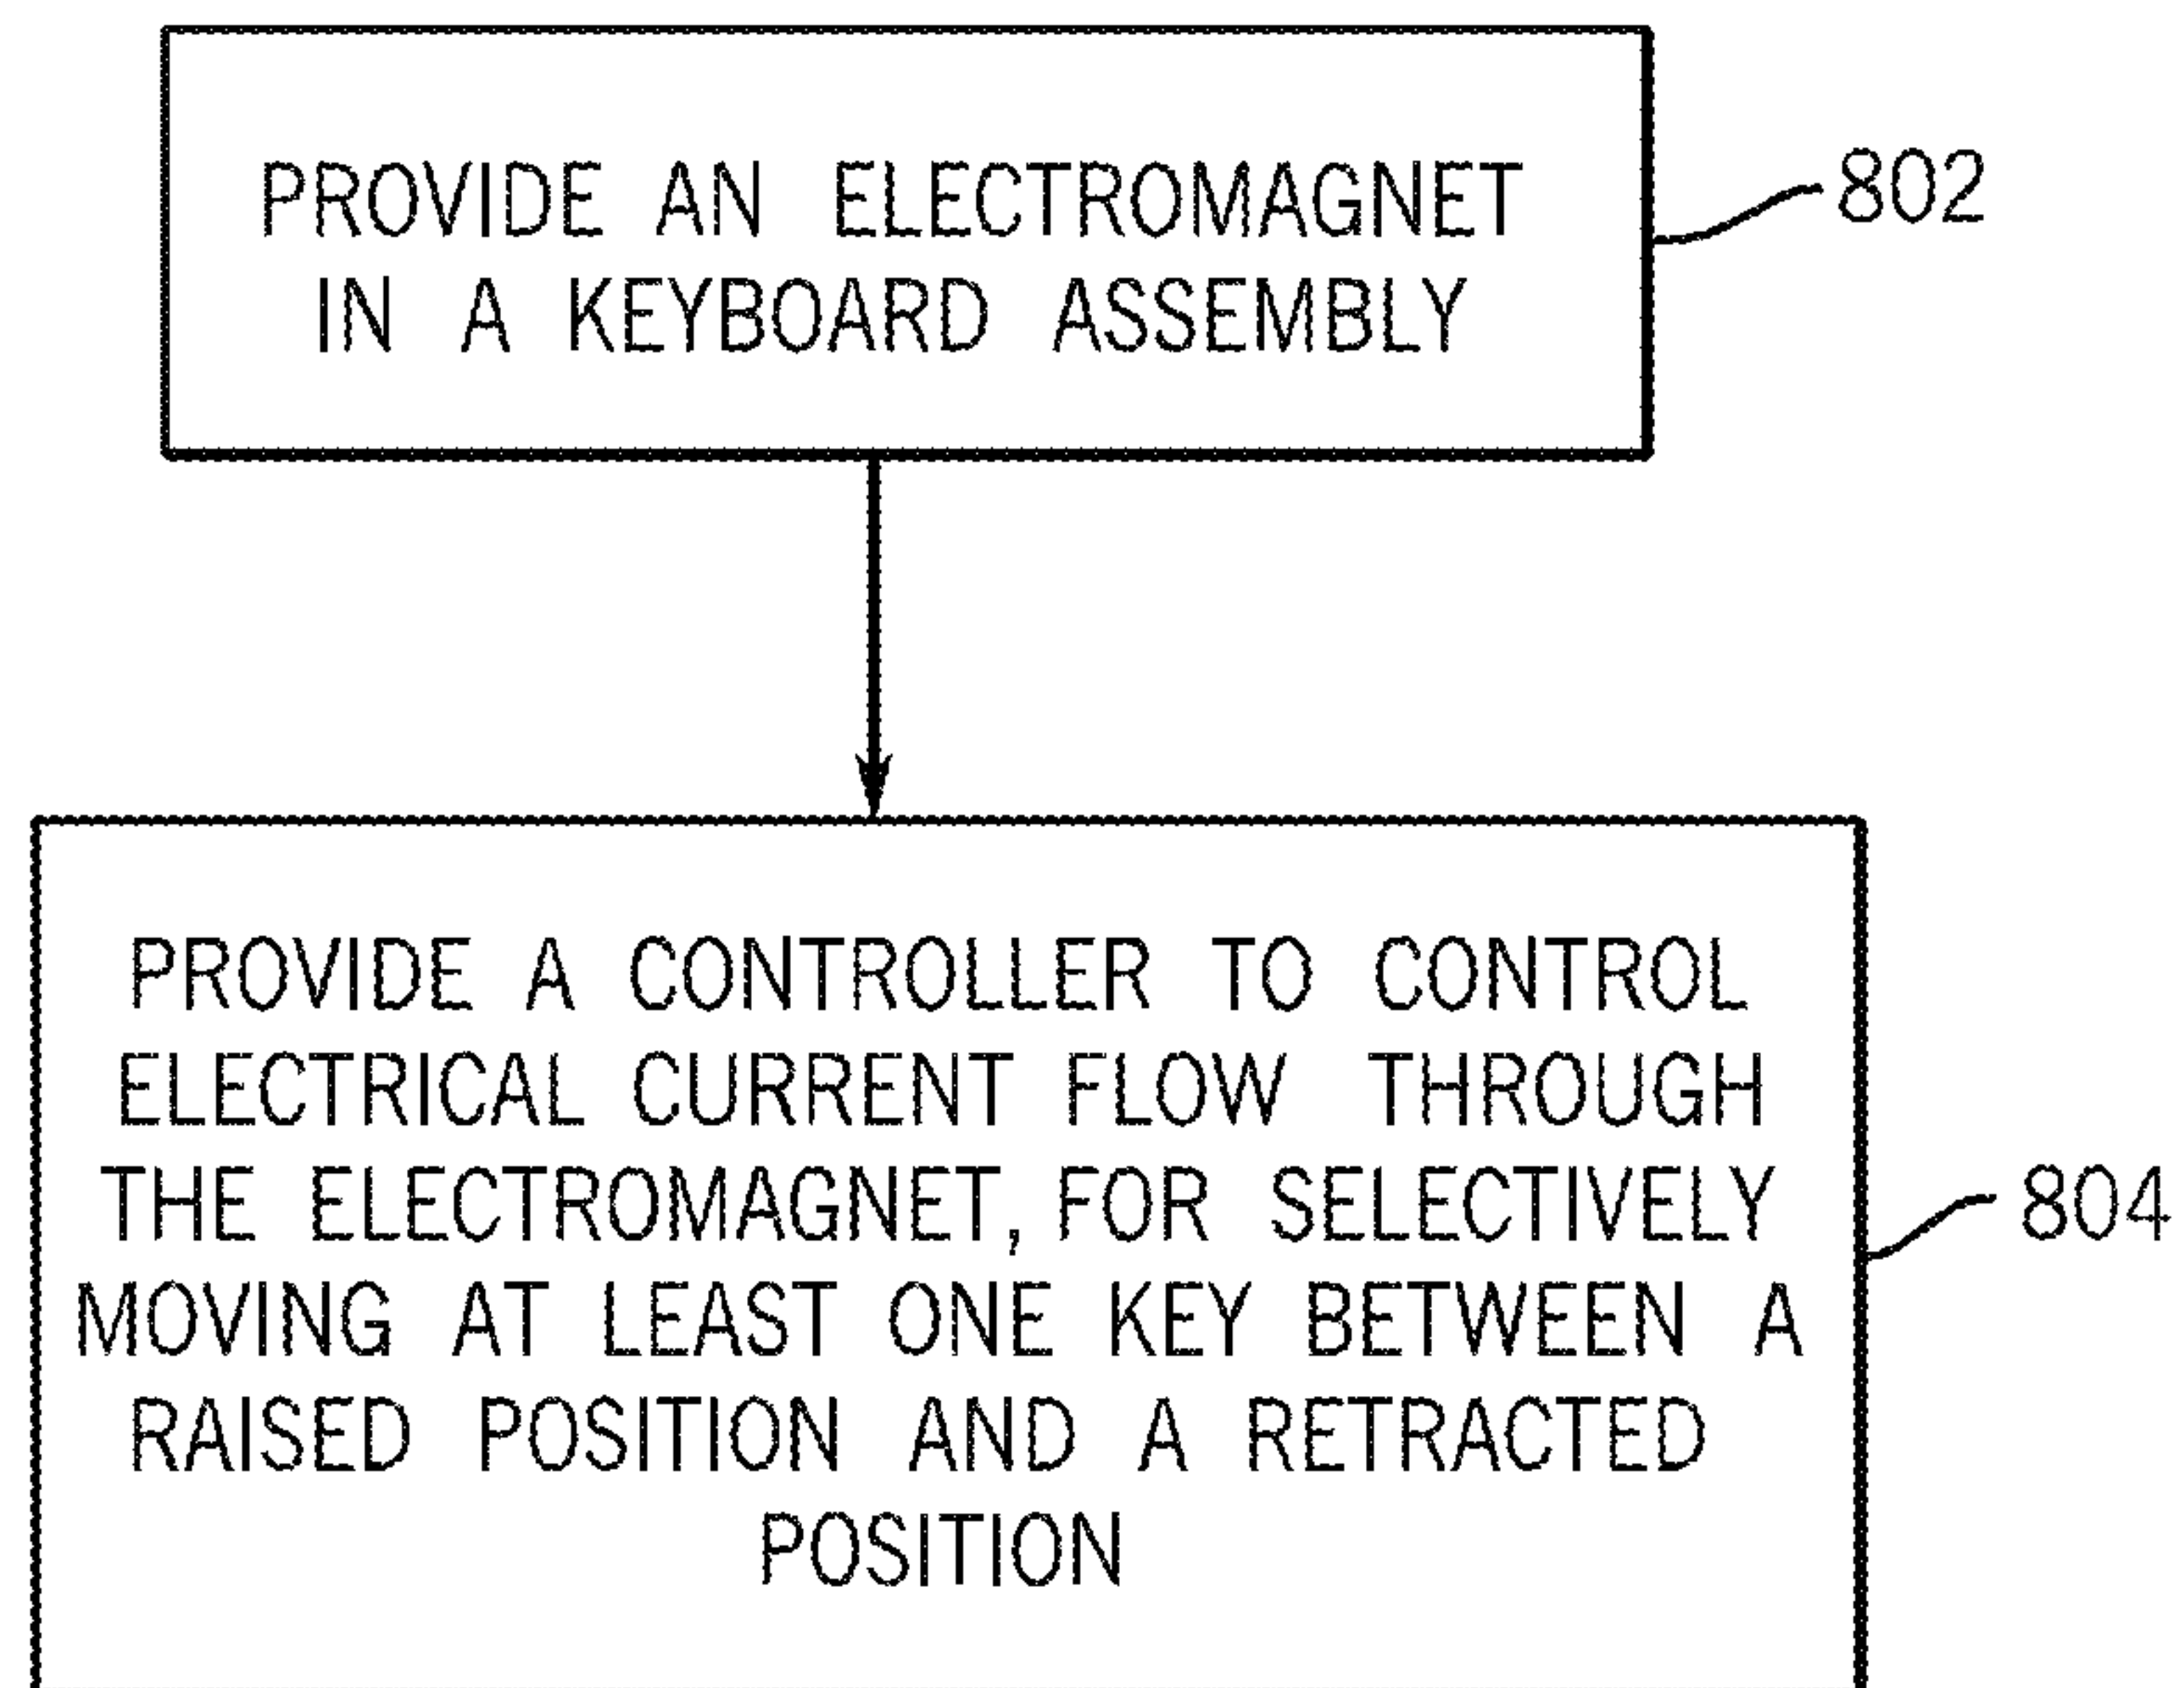 PROVIDE AN ELECTROMAGNET
IN A KEYBOARD ASSEMBLY
802
PROVIDE A CONTROLLER TO CONTROL
ELECTRICAL CURRENT FLOW THROUGH
THE ELECTROMAGNET, FOR SELECTIVELY
MOVING AT LEAST ONE KEY BETWEEN A
RAISED POSITION AND A RETRACTED
POSITION
804